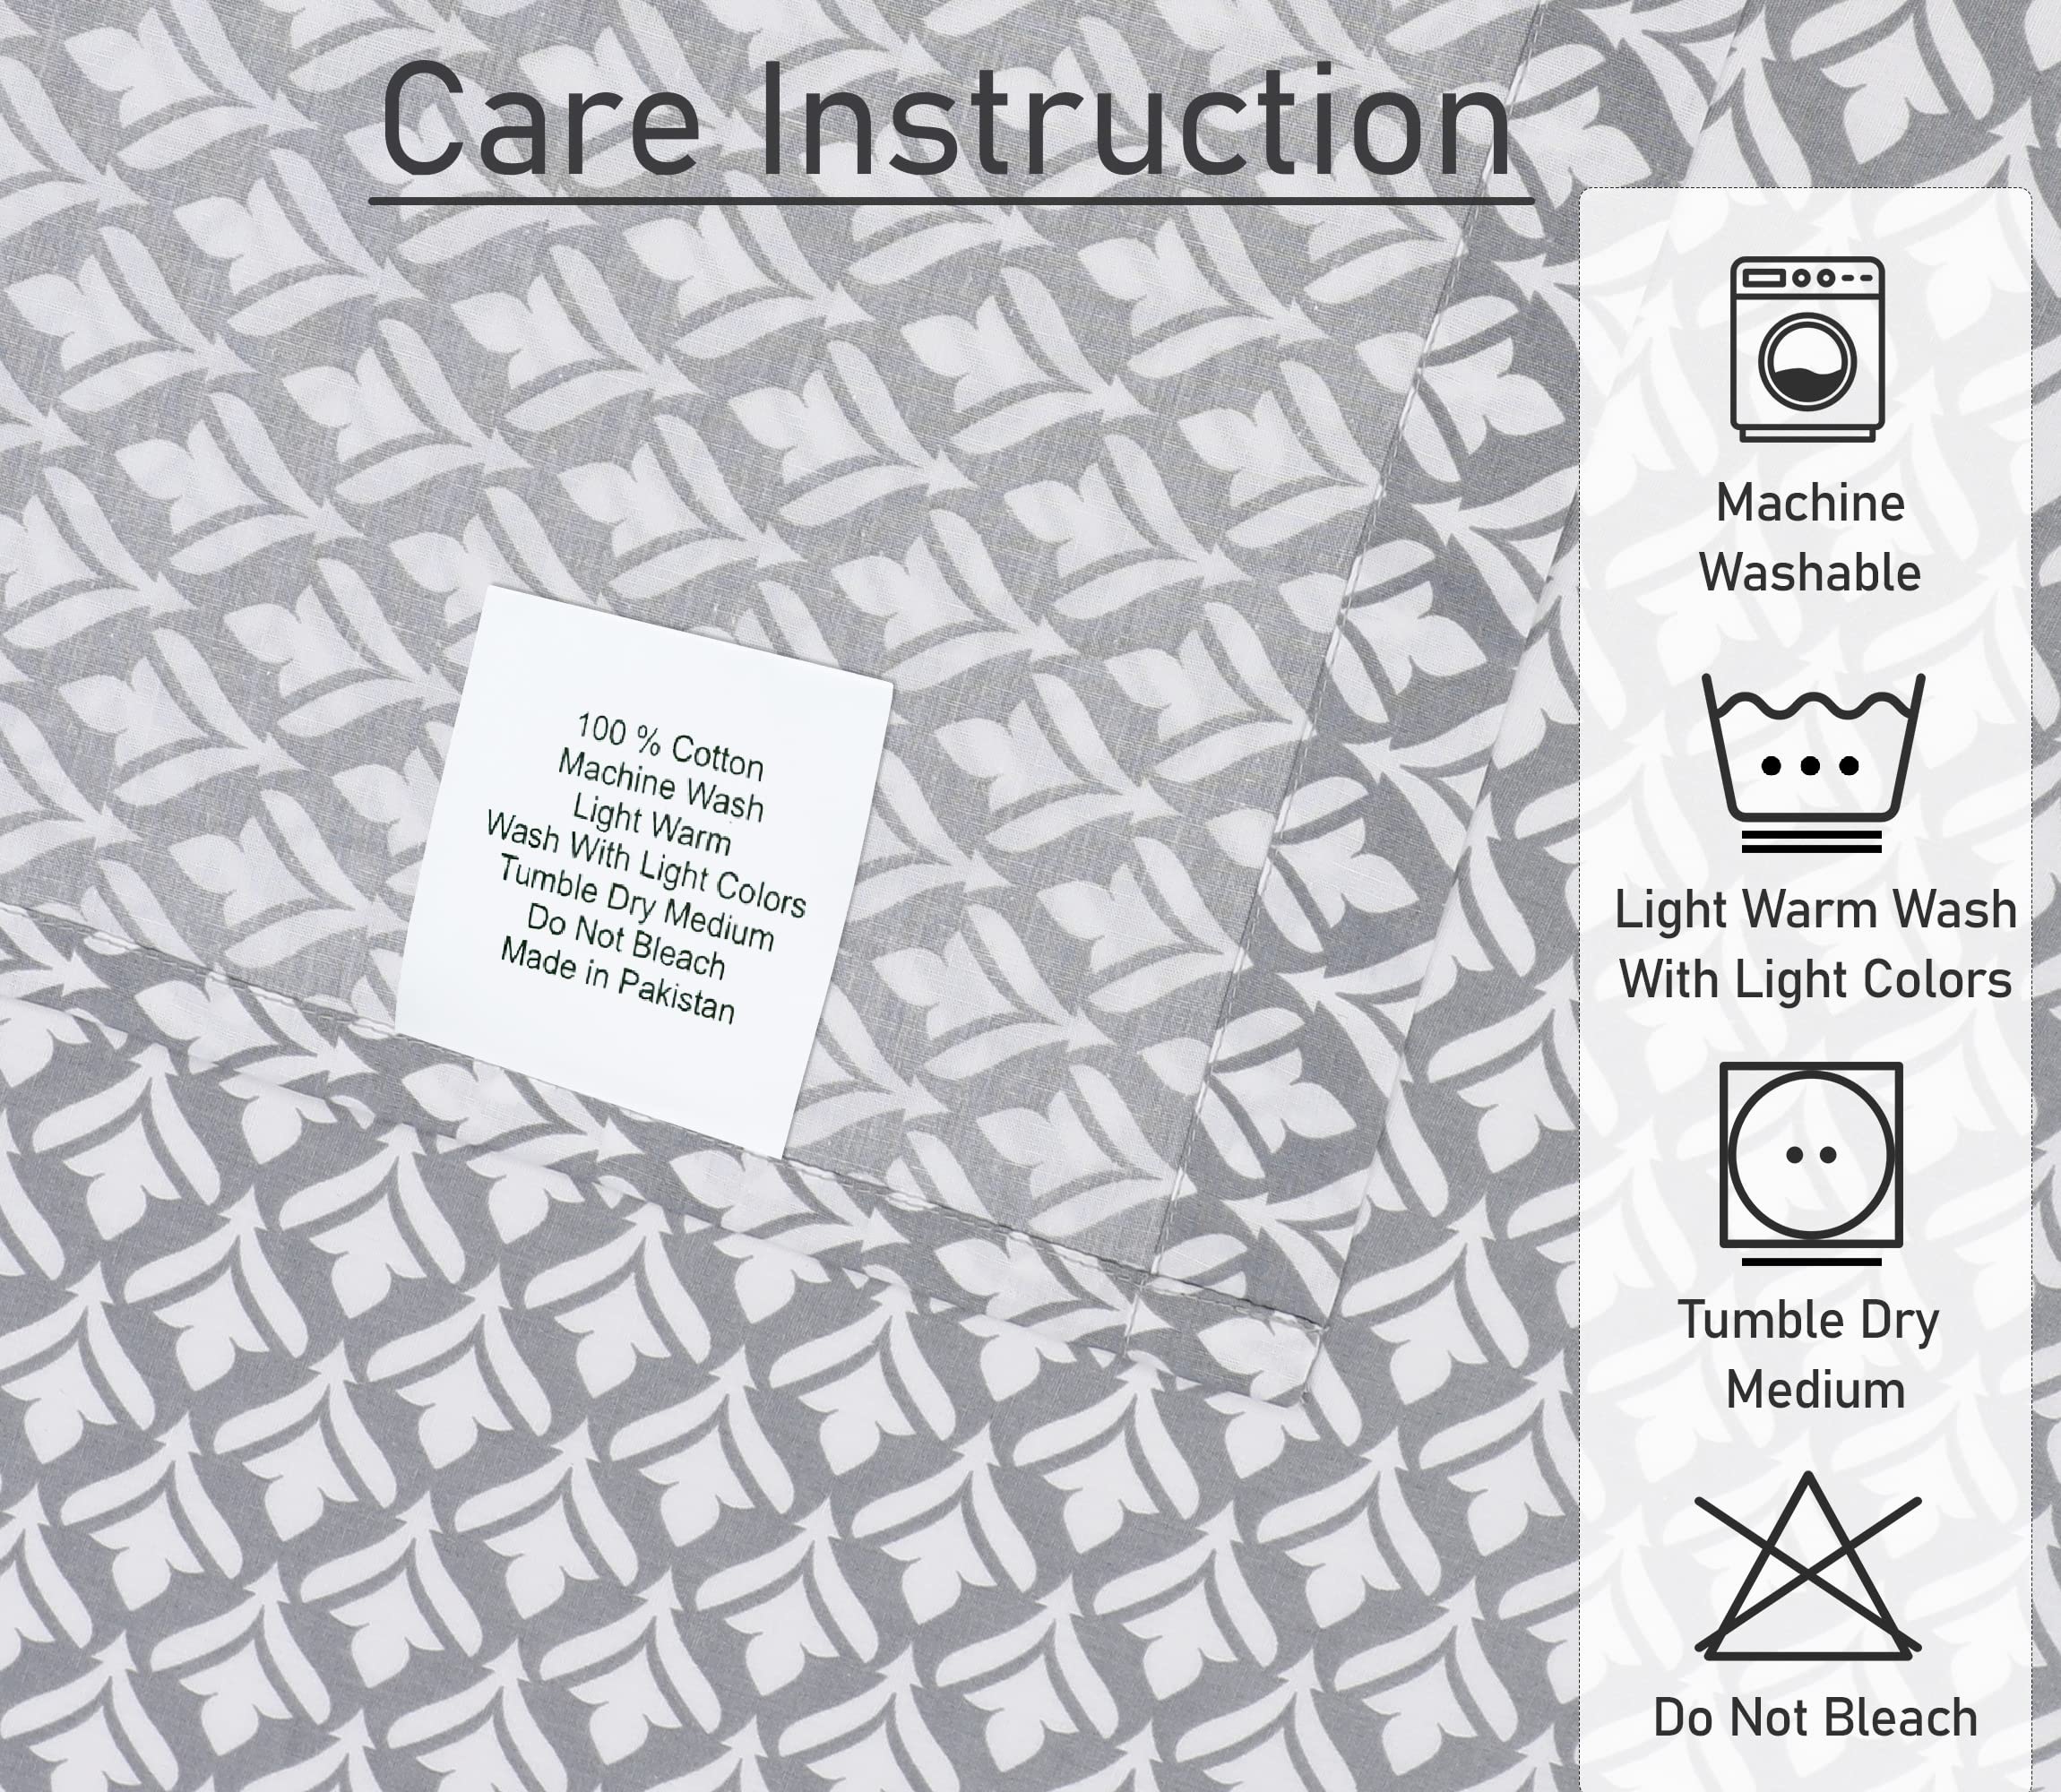 Care Instruction
100 % Cotton
Machine Wash
Light Warm
Wash With Light Colors
Tumble Dry Medium
Do Not Bleach
Made in Pakistan
Machine
Washable
Light Warm Wash
With Light Colors
Tumble Dry
Medium
Do Not Bleach